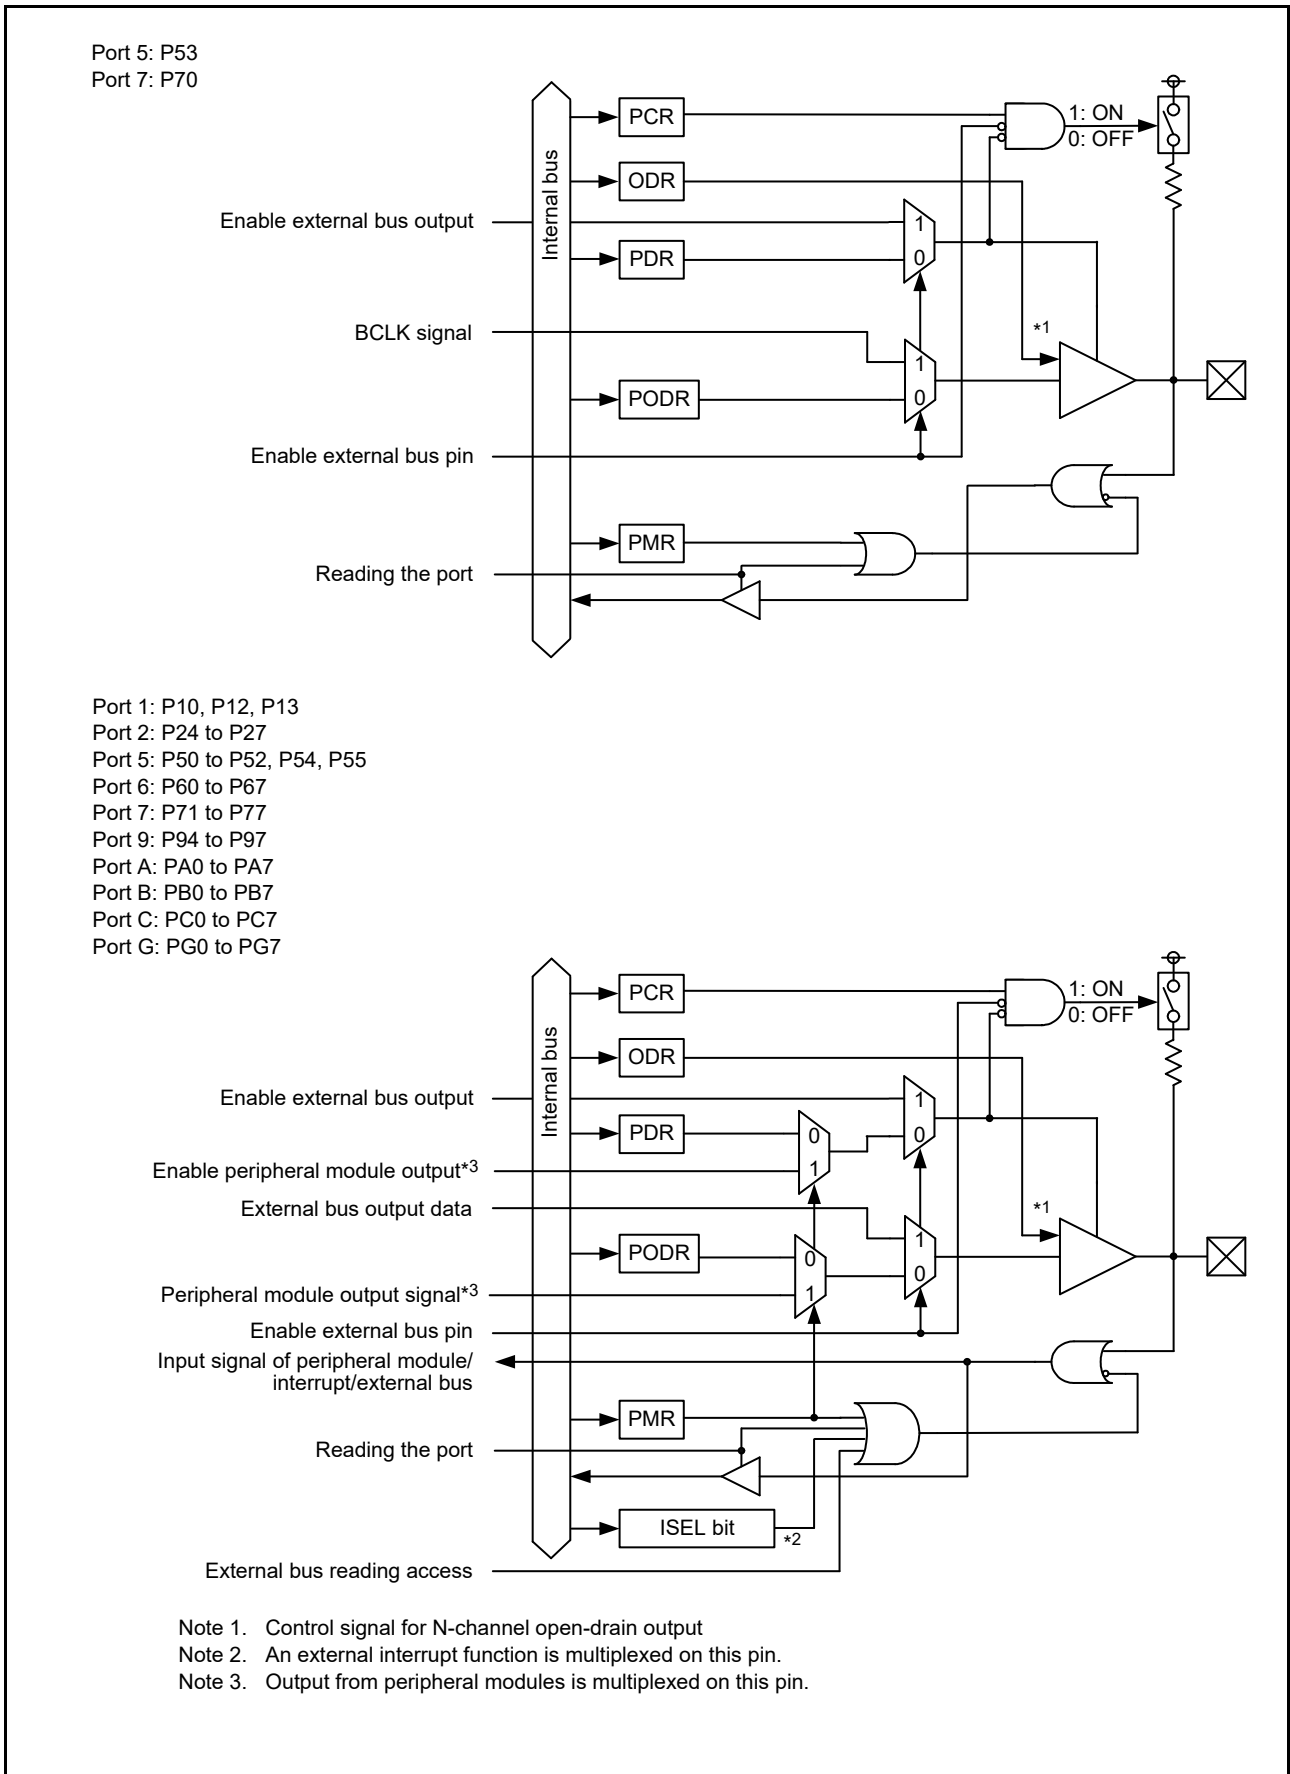 Port 5: P53
Port 7: P70
Internal bus
PCR
1: ON
0: OFF
ODR
Enable external bus output
1
PDR
0
BCLK signal
*1
1
PODR
0
Enable external bus pin
PMR
Reading the port
Port 1: P10, P12, P13
Port 2: P24 to P27
Port 5: P50 to P52, P54, P55
Port 6: P60 to P67
Port 7: P71 to P77
Port 9: P94 to P97
Port A: PA0 to PA7
Port B: PB0 to PB7
Port C: PC0 to PC7
Port G: PG0 to PG7
Internal bus
PCR
1: ON
0: OFF
ODR
Enable external bus output
1
PDR
0
0
Enable peripheral module output*3
1
External bus output data
*1
1
PODR
0
0
Peripheral module output signal*3
1
Enable external bus pin
Input signal of peripheral module/
interrupt/external bus
PMR
Reading the port
ISEL bit
*2
External bus reading access
Note 1. Control signal for N-channel open-drain output
Note 2. An external interrupt function is multiplexed on this pin.
Note 3. Output from peripheral modules is multiplexed on this pin.